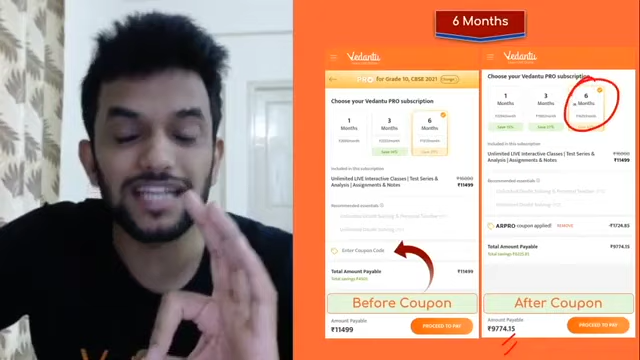 6 Months
Vedantu
PRO for Grade 10, CBSE 2021 Change
Choose your Vedantu PRO subscription
1
Months
3
Months
6
Months
Included in this subscription
Unlimited LIVE Interactive Classes | Test Series &
Analysis | Assignments & Notes
₹11499
Recommended essentials
Enter Coupon Code
Total Amount Payable
₹11499
Before Coupon
Amount Payable
₹11499
PROCEED TO PAY
Vedantu
Choose your Vedantu PRO subscription
1
Months
3
Months
6
Months
Included in this subscription
Unlimited LIVE Interactive Classes | Test Series &
Analysis | Assignments & Notes
₹11499
Recommended essentials
ARPRO coupon applied! REMOVE
-₹1724.85
Total Amount Payable
₹9774.15
After Coupon
Amount Payable
₹9774.15
PROCEED TO PAY